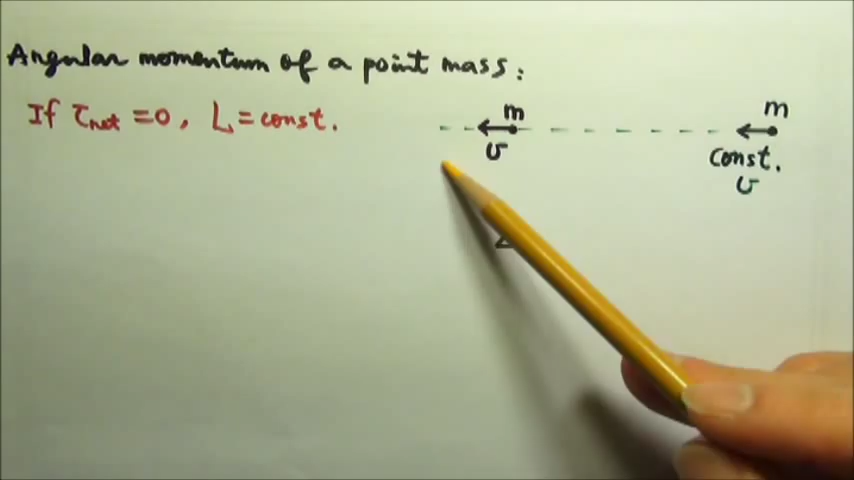 Angular momentum of a point mass:
If τnet = 0, L = const.
m
υ
m
const.
υ